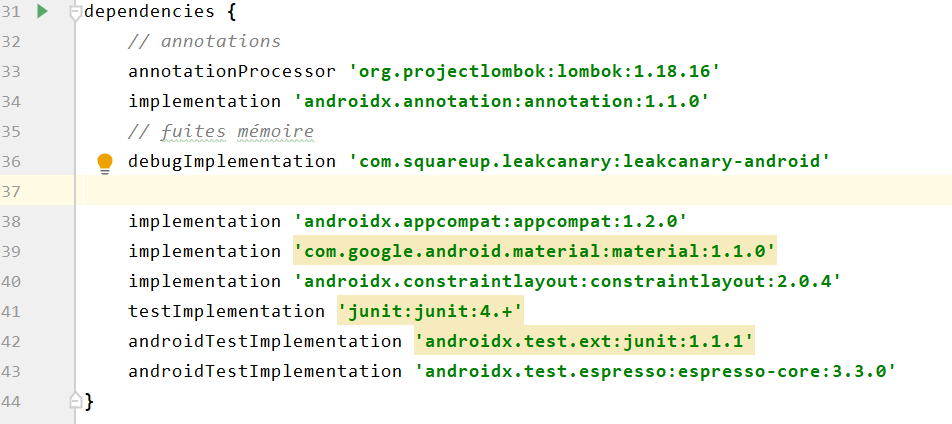 31 dependencies {
32 // annotations
33 annotationProcessor 'org.projectlombok:lombok:1.18.16'
34 implementation 'androidx.annotation:annotation:1.1.0'
35 // fuites mémoire
36 debugImplementation 'com.squareup.leakcanary:leakcanary-android'
37
38 implementation 'androidx.appcompat:appcompat:1.2.0'
39 implementation 'com.google.android.material:material:1.1.0'
40 implementation 'androidx.constraintlayout:constraintlayout:2.0.4'
41 testImplementation 'junit:junit:4.+'
42 androidTestImplementation 'androidx.test.ext:junit:1.1.1'
43 androidTestImplementation 'androidx.test.espresso:espresso-core:3.3.0'
44 }